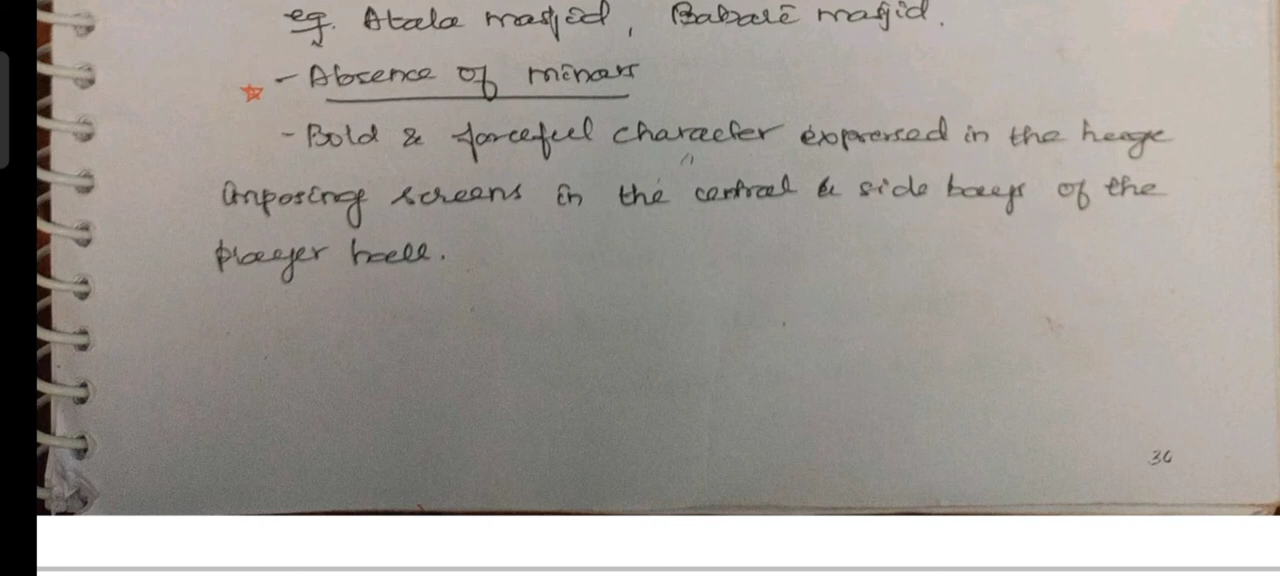 eg. Atala masjid, Babari masjid.
- Absence of minars
- Bold & forceful character expressed in the huge
imposing screens in the central & side bays of the
prayer hall.
36